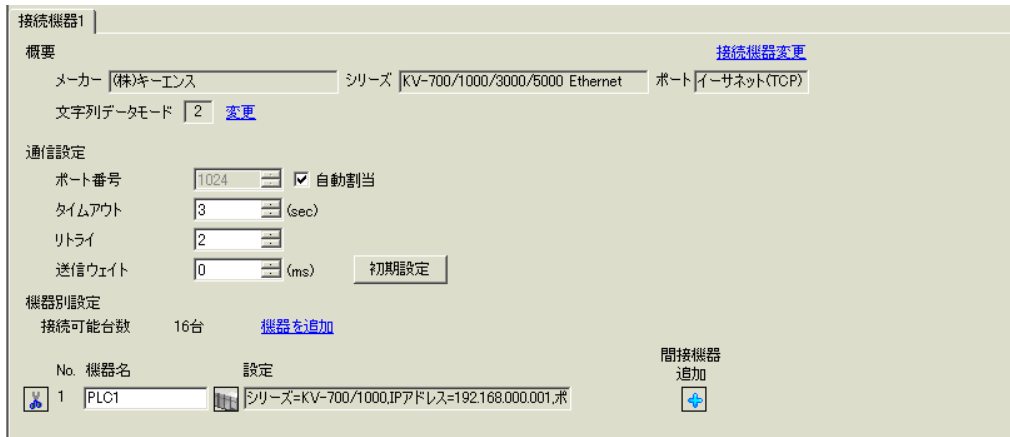 接続機器1
概要 接続機器変更
メーカー (株)キーエンス シリーズ KV-700/1000/3000/5000 Ethernet ポート イーサネット(TCP)
文字列データモード 2 変更
通信設定
ポート番号 1024 自動割当
タイムアウト 3 (sec)
リトライ 2
送信ウェイト 0 (ms) 初期設定
機器別設定
接続可能台数 16台 機器を追加
間接機器
No. 機器名 設定 追加
1 PLC1 シリーズ=KV-700/1000,IPアドレス=192.168.000.001,ポ